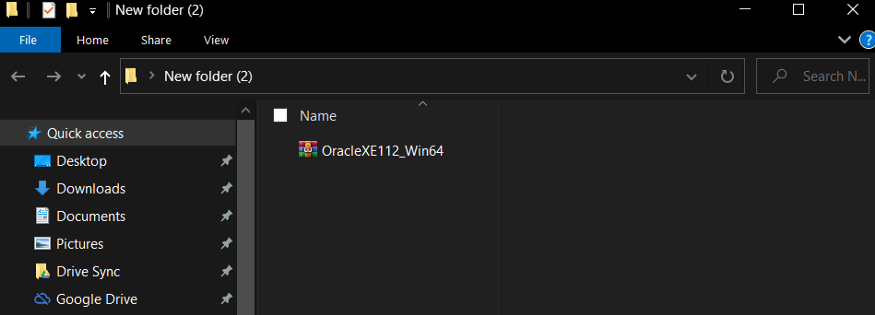 New folder (2)
File Home Share View
New folder (2) Search N...
Name
Quick access
OracleXE112_Win64
Desktop
Downloads
Documents
Pictures
Drive Sync
Google Drive